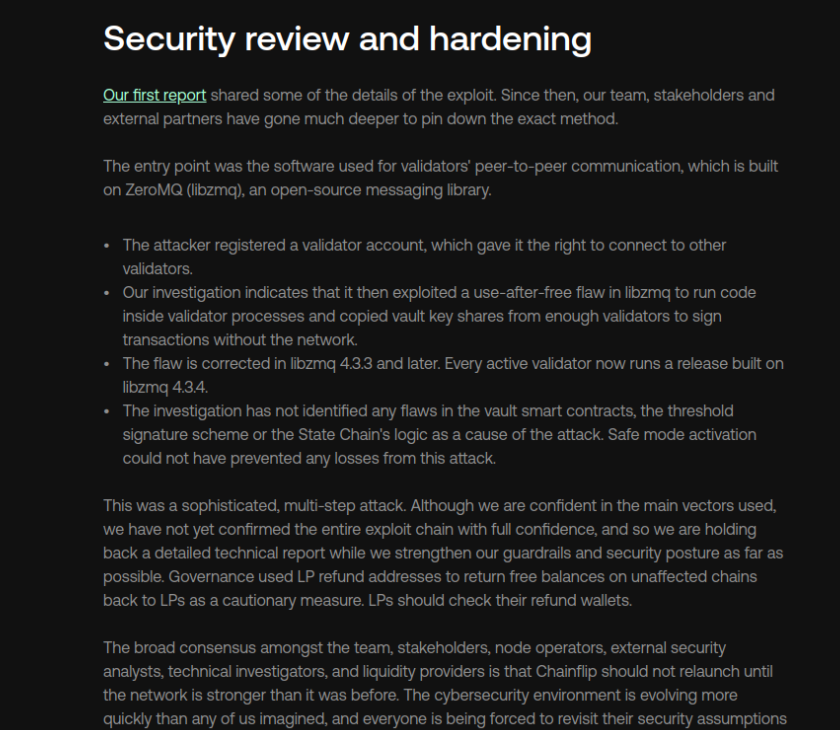 Security review and hardening
Our first report shared some of the details of the exploit. Since then, our team, stakeholders and
external partners have gone much deeper to pin down the exact method.
The entry point was the software used for validators' peer-to-peer communication, which is built
on ZeroMQ (libzmq), an open-source messaging library.
• The attacker registered a validator account, which gave it the right to connect to other
validators.
• Our investigation indicates that it then exploited a use-after-free flaw in libzmq to run code
inside validator processes and copied vault key shares from enough validators to sign
transactions without the network.
• The flaw is corrected in libzmq 4.3.3 and later. Every active validator now runs a release built on
libzmq 4.3.4.
• The investigation has not identified any flaws in the vault smart contracts, the threshold
signature scheme or the State Chain's logic as a cause of the attack. Safe mode activation
could not have prevented any losses from this attack.
This was a sophisticated, multi-step attack. Although we are confident in the main vectors used,
we have not yet confirmed the entire exploit chain with full confidence, and so we are holding
back a detailed technical report while we strengthen our guardrails and security posture as far as
possible. Governance used LP refund addresses to return free balances on unaffected chains
back to LPs as a cautionary measure. LPs should check their refund wallets.
The broad consensus amongst the team, stakeholders, node operators, external security
analysts, technical investigators, and liquidity providers is that Chainflip should not relaunch until
the network is stronger than it was before. The cybersecurity environment is evolving more
quickly than any of us imagined, and everyone is being forced to revisit their security assumptions